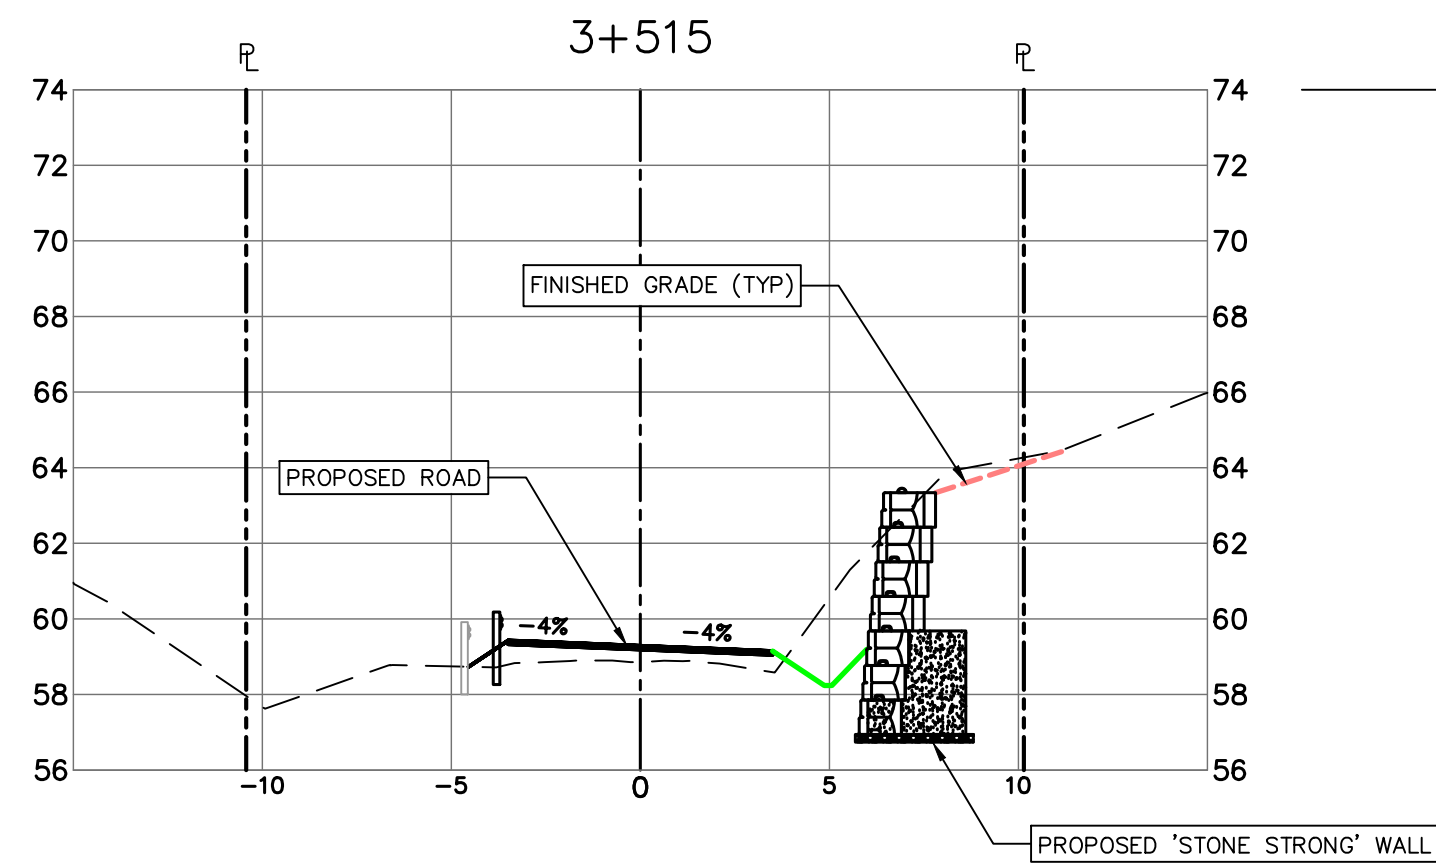 3+515
PL PL
74 74
72 72
70 70
FINISHED GRADE (TYP)
68 68
66 66
64 64
PROPOSED ROAD
62 62
60 60
-4% -4%
58 58
56 56
-10 -5 0 5 10
PROPOSED 'STONE STRONG' WALL